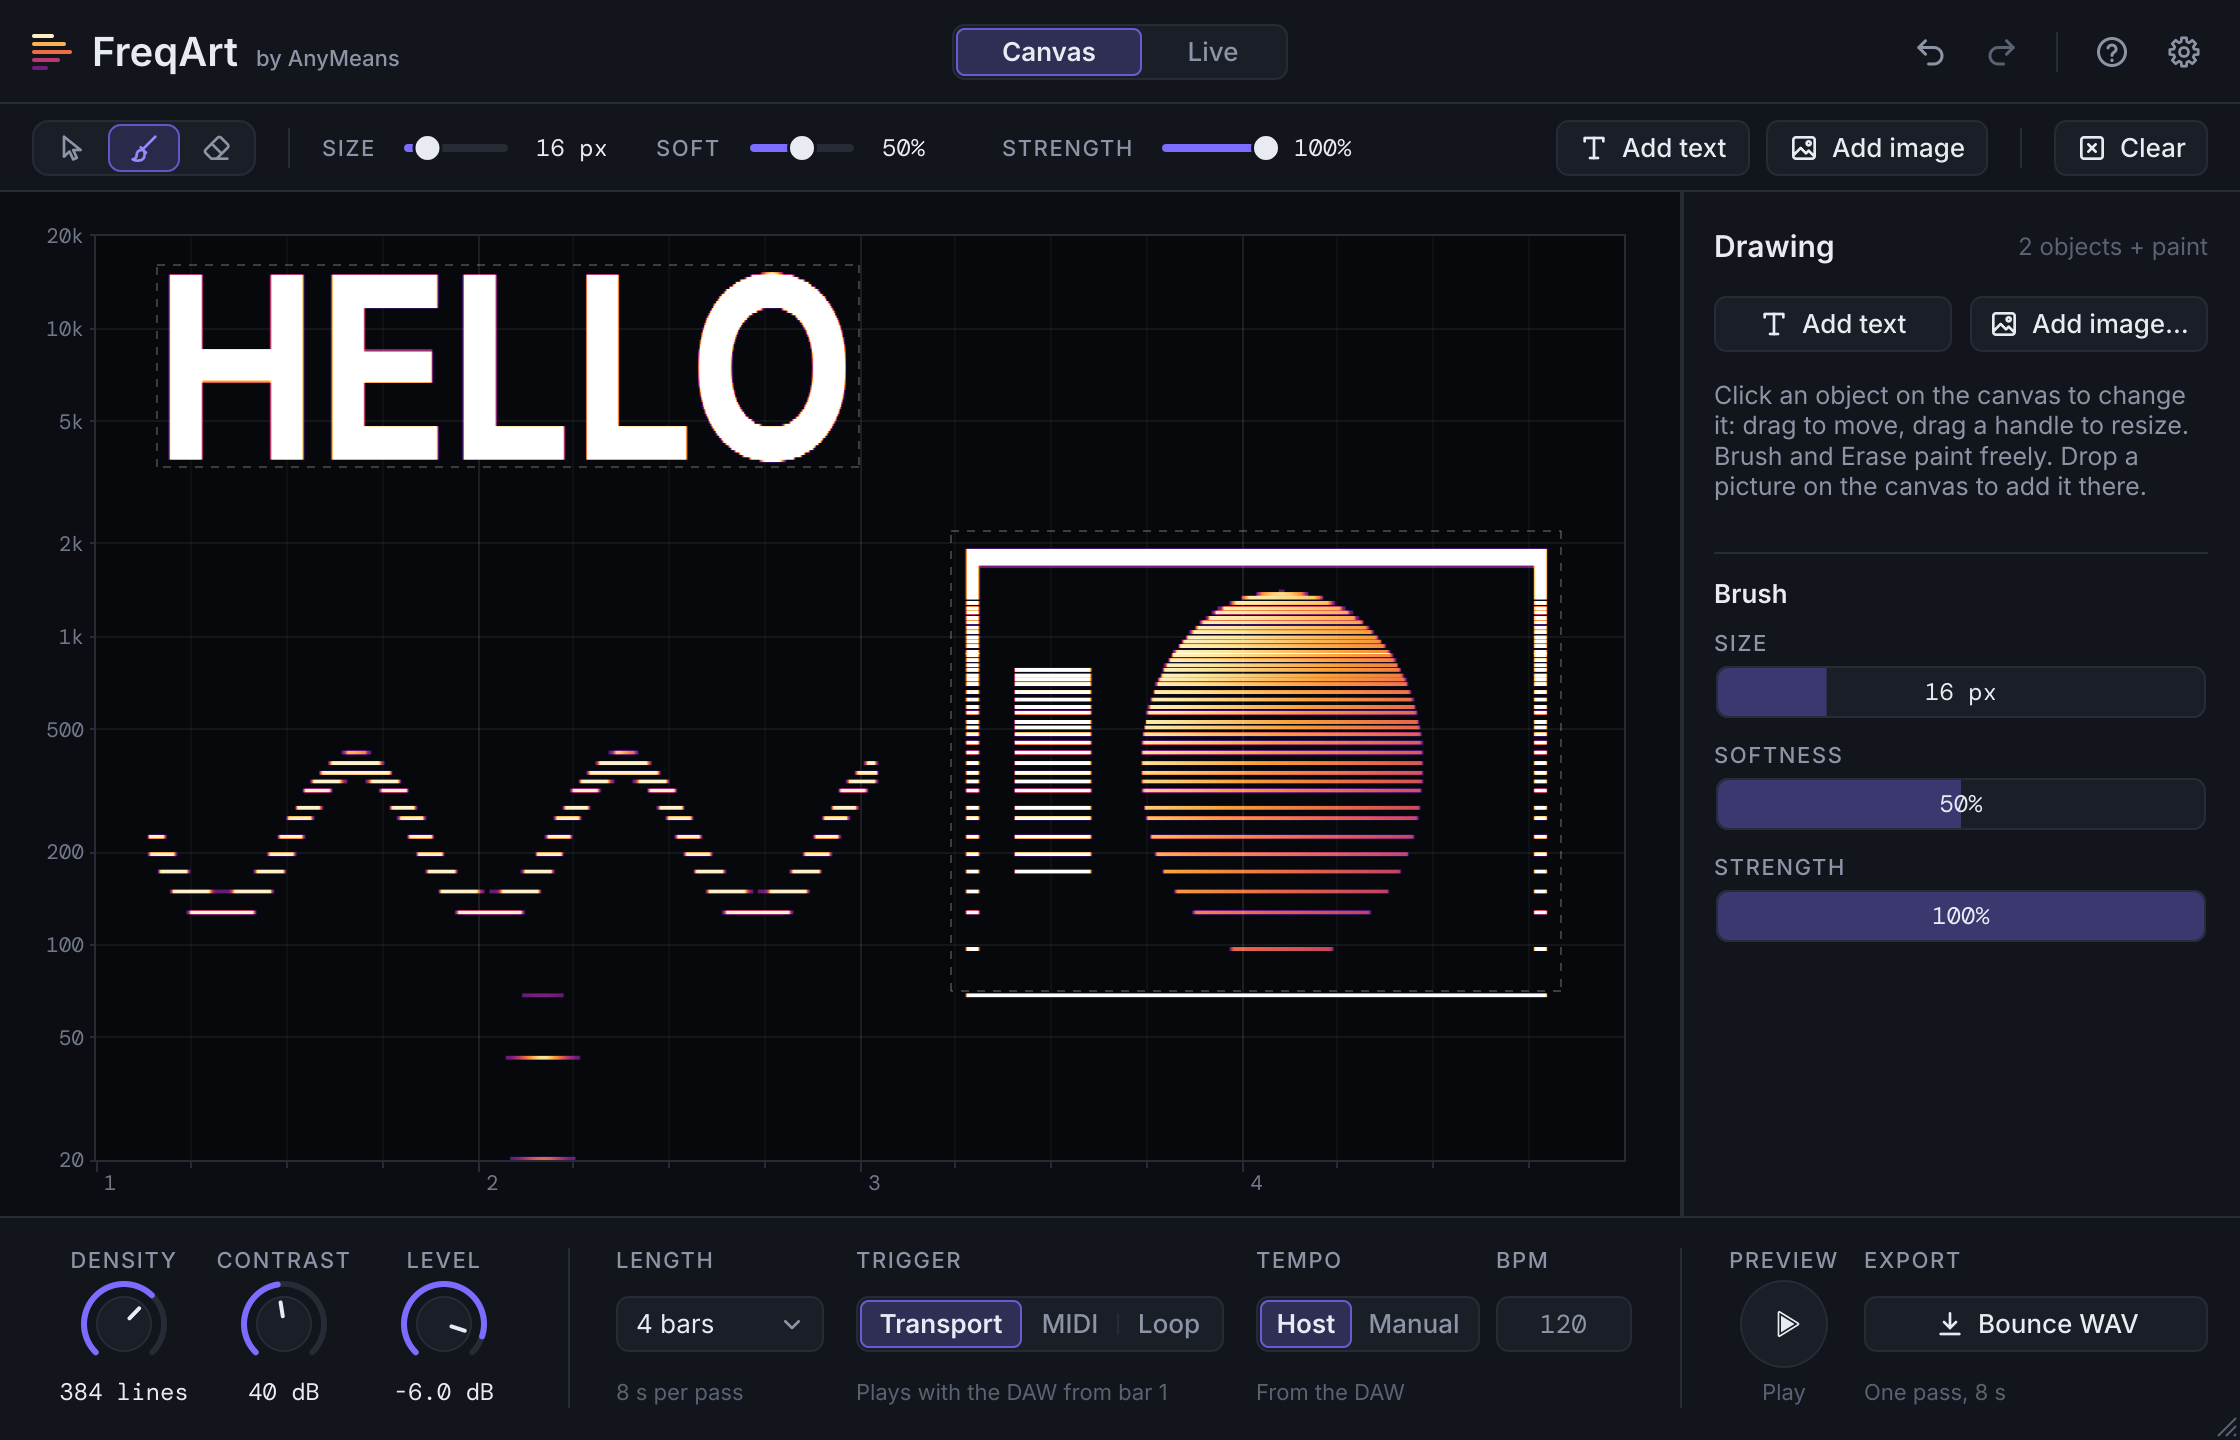 FreqArt by AnyMeans
Canvas Live
SIZE 16 px SOFT 50% STRENGTH 100% Add text Add image Clear
20k
10k
5k
2k
1k
500
200
100
50
20
HELLO
1 2 3 4
Drawing 2 objects + paint
Add text Add image...
Click an object on the canvas to change
it: drag to move, drag a handle to resize.
Brush and Erase paint freely. Drop a
picture on the canvas to add it there.
Brush
SIZE
16 px
SOFTNESS
50%
STRENGTH
100%
DENSITY CONTRAST LEVEL LENGTH TRIGGER TEMPO BPM PREVIEW EXPORT
4 bars Transport MIDI Loop Host Manual 120 Bounce WAV
384 lines 40 dB -6.0 dB 8 s per pass Plays with the DAW from bar 1 From the DAW Play One pass, 8 s